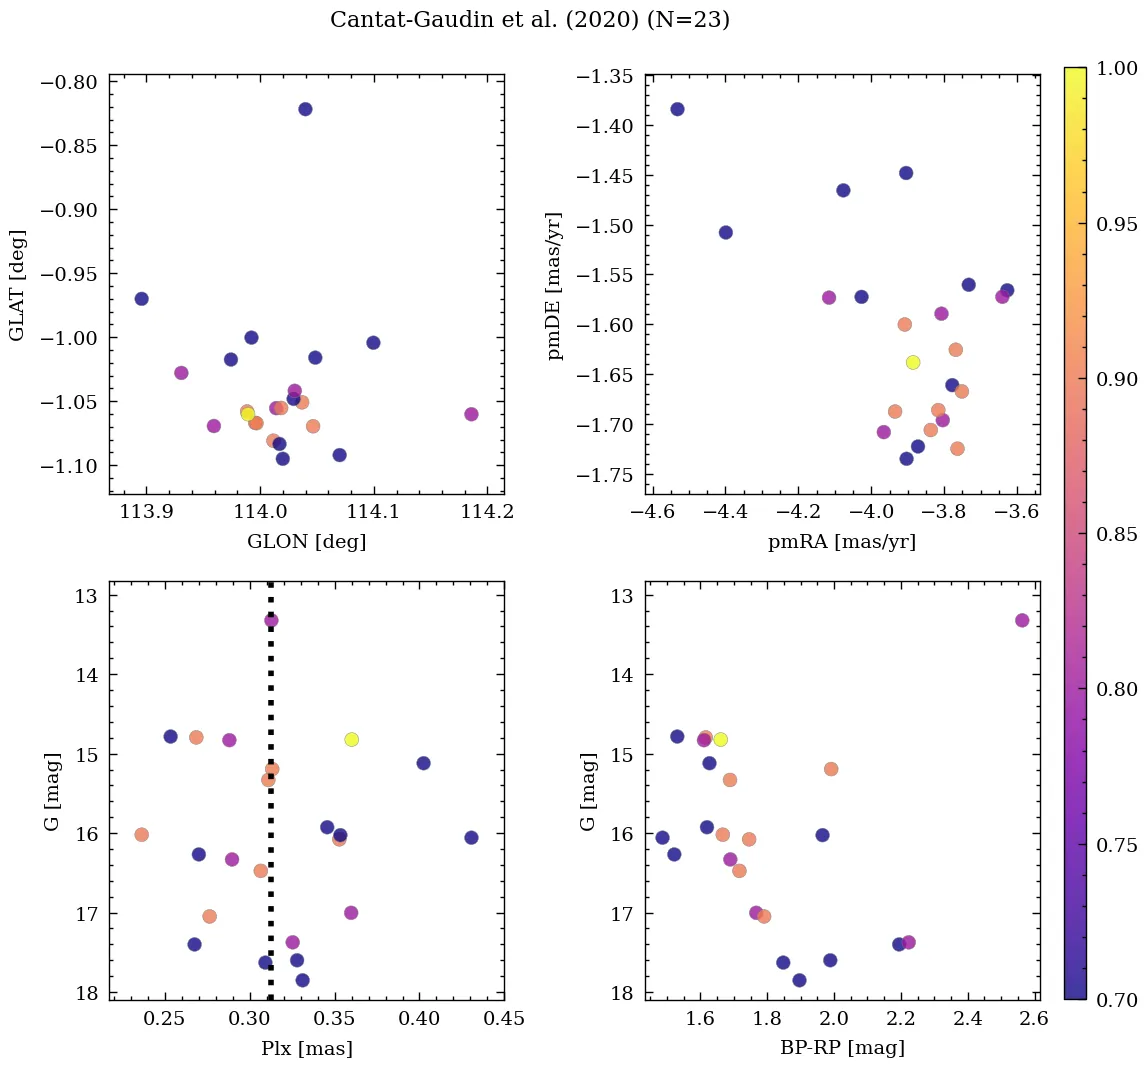 Cantat-Gaudin et al. (2020) (N=23)
−0.80
−0.85
−0.90
−0.95
−1.00
−1.05
−1.10
GLAT [deg]
113.9 114.0 114.1 114.2
GLON [deg]
−1.35
−1.40
−1.45
−1.50
−1.55
−1.60
−1.65
−1.70
−1.75
pmDE [mas/yr]
−4.6 −4.4 −4.2 −4.0 −3.8 −3.6
pmRA [mas/yr]
13
14
15
16
17
18
G [mag]
0.25 0.30 0.35 0.40 0.45
Plx [mas]
13
14
15
16
17
18
G [mag]
1.6 1.8 2.0 2.2 2.4 2.6
BP-RP [mag]
1.00
0.95
0.90
0.85
0.80
0.75
0.70